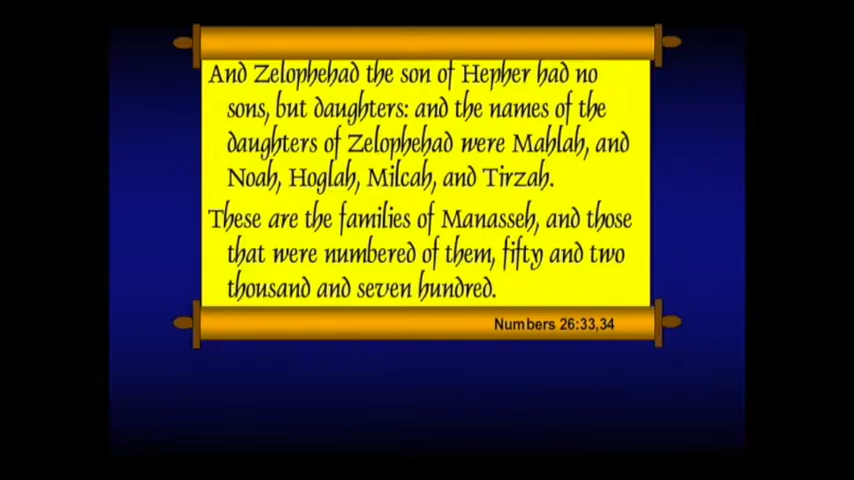 And Zelophehad the son of Hepher had no
sons, but daughters: and the names of the
daughters of Zelophehad were Mahlah, and
Noah, Hoglah, Milcah, and Tirzah.
These are the families of Manasseh, and those
that were numbered of them, fifty and two
thousand and seven hundred.
Numbers 26:33,34